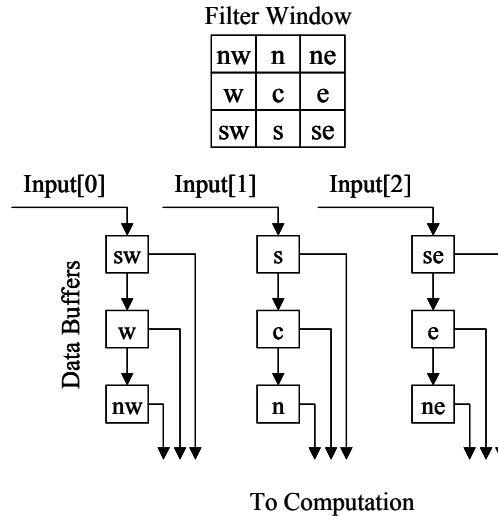 Filter Window
nw n ne
w c e
sw s se
Input[0] Input[1] Input[2]
Data Buffers
sw s se
w c e
nw n ne
To Computation